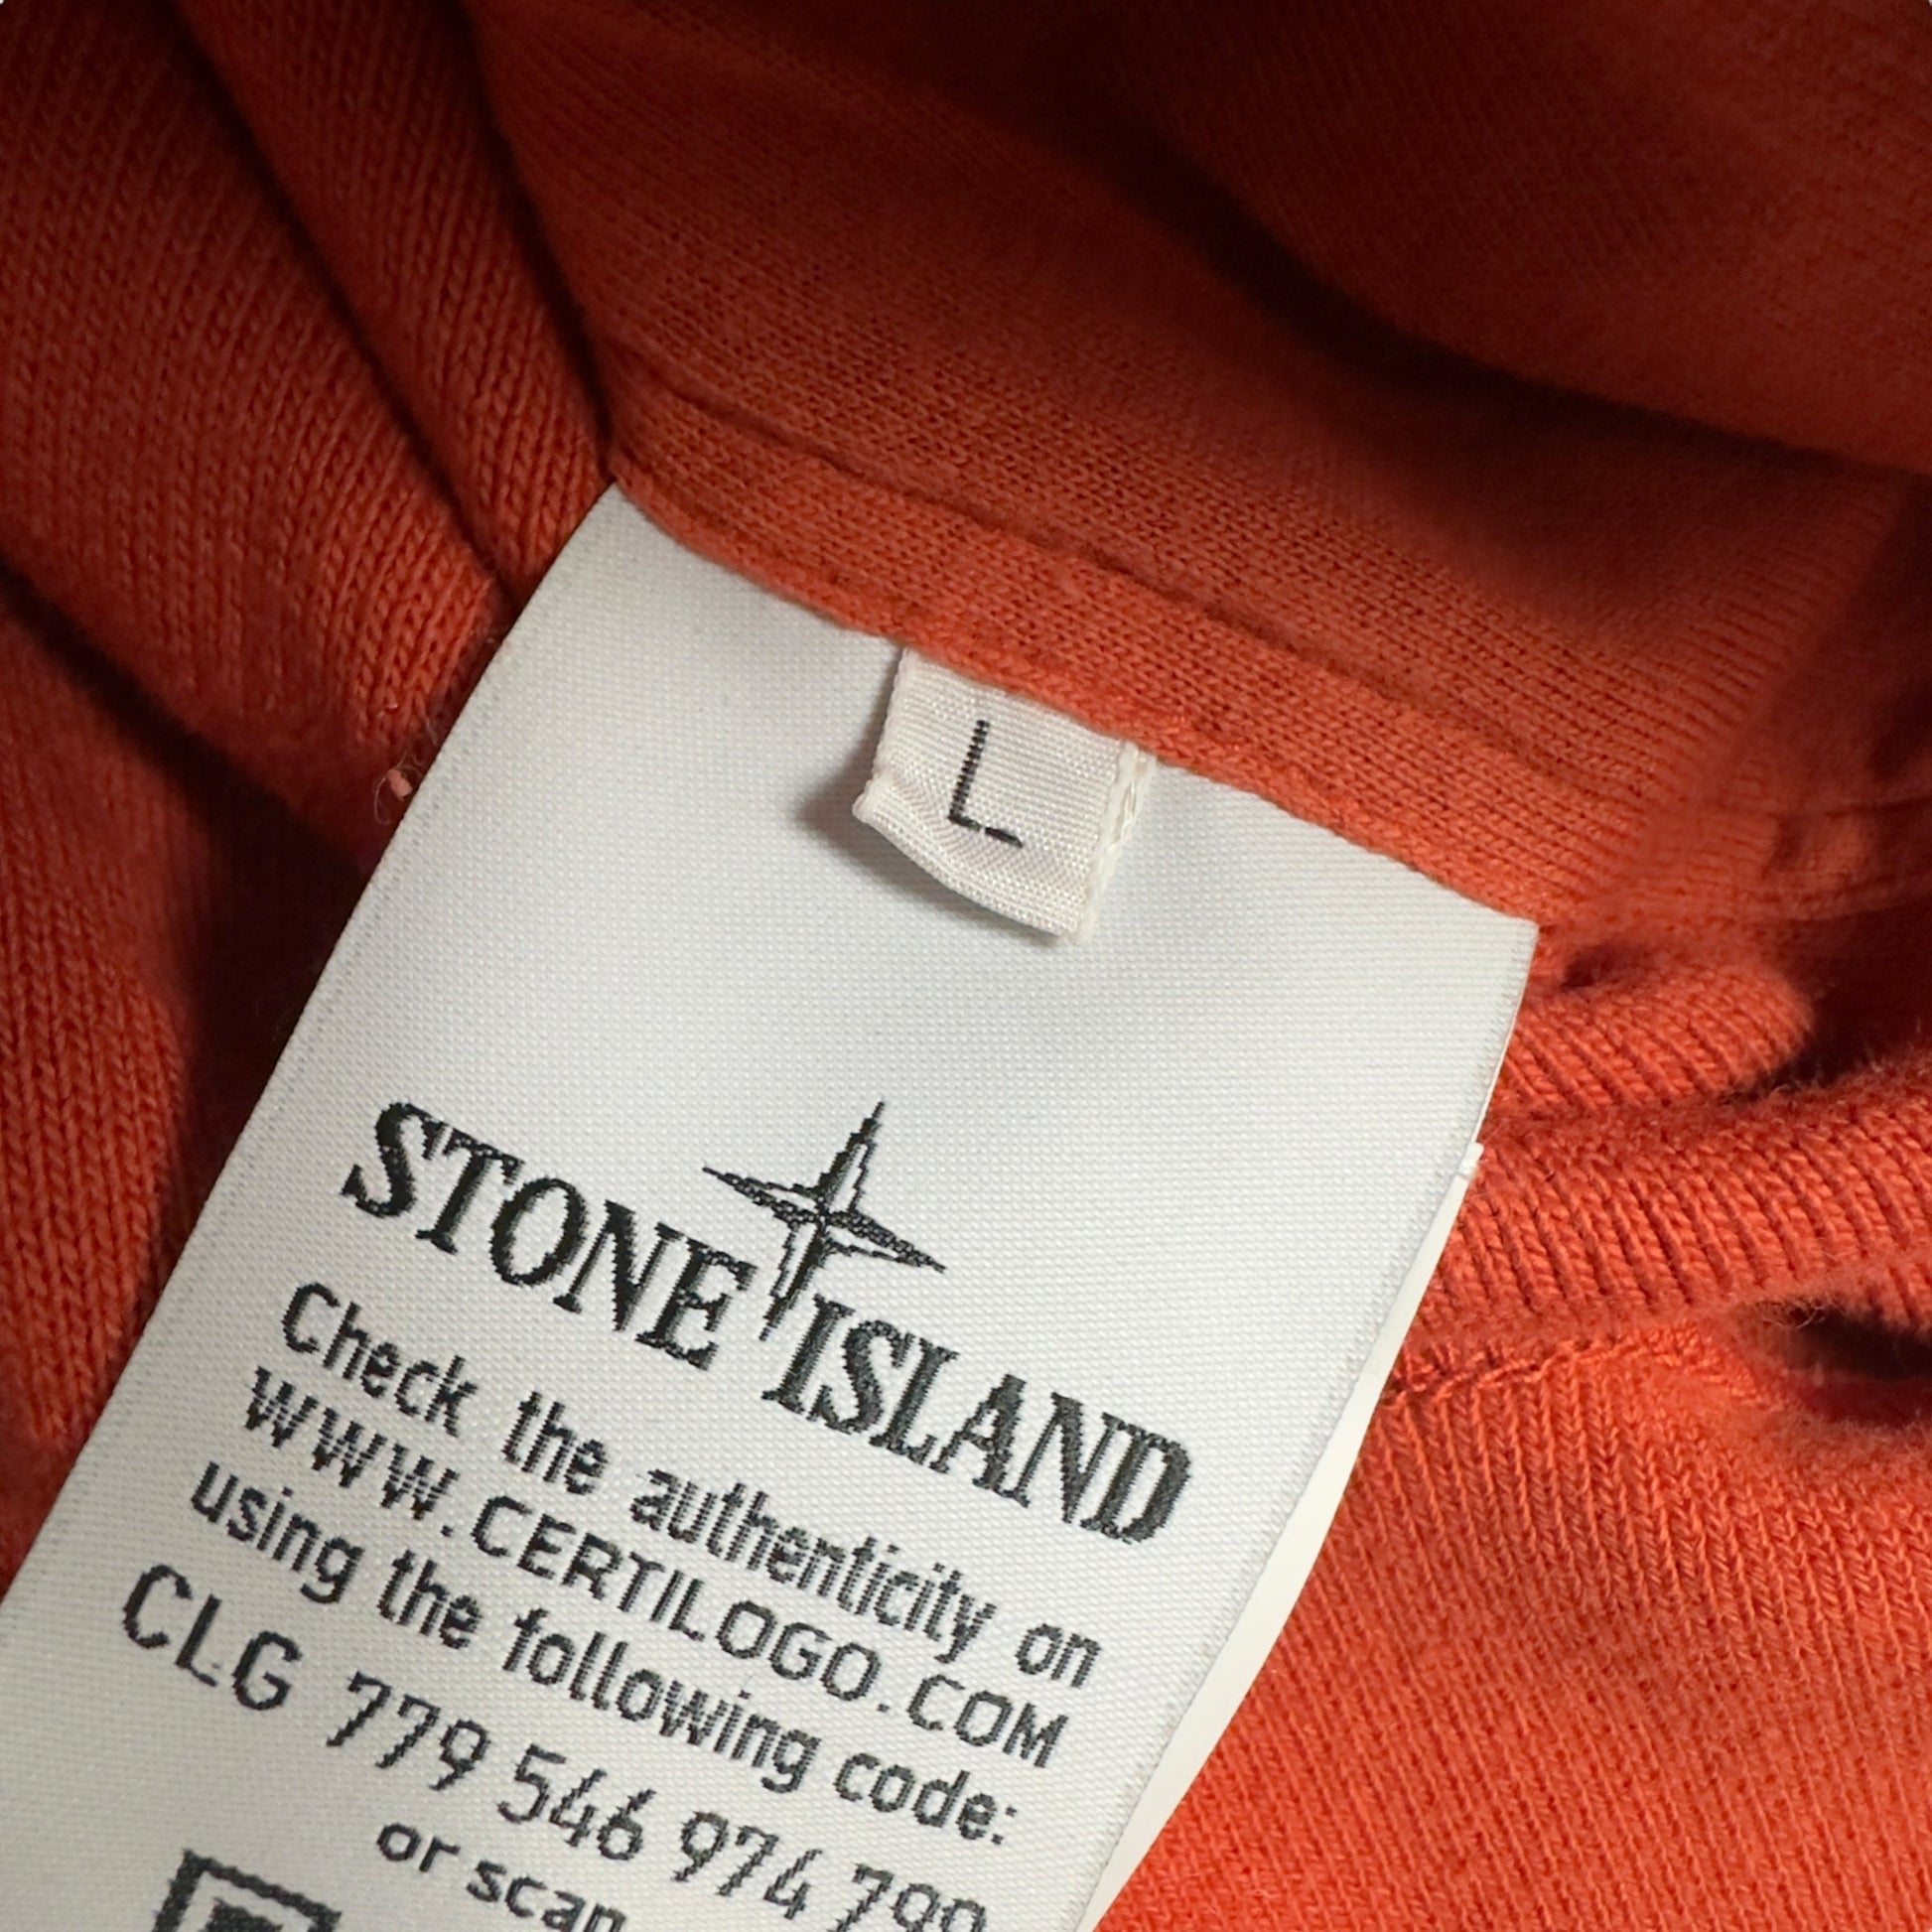 L
STONE ISLAND
Check the authenticity on
WWW.CERTILOGO.COM
using the following code:
CLG 779 546 974 799
or scan